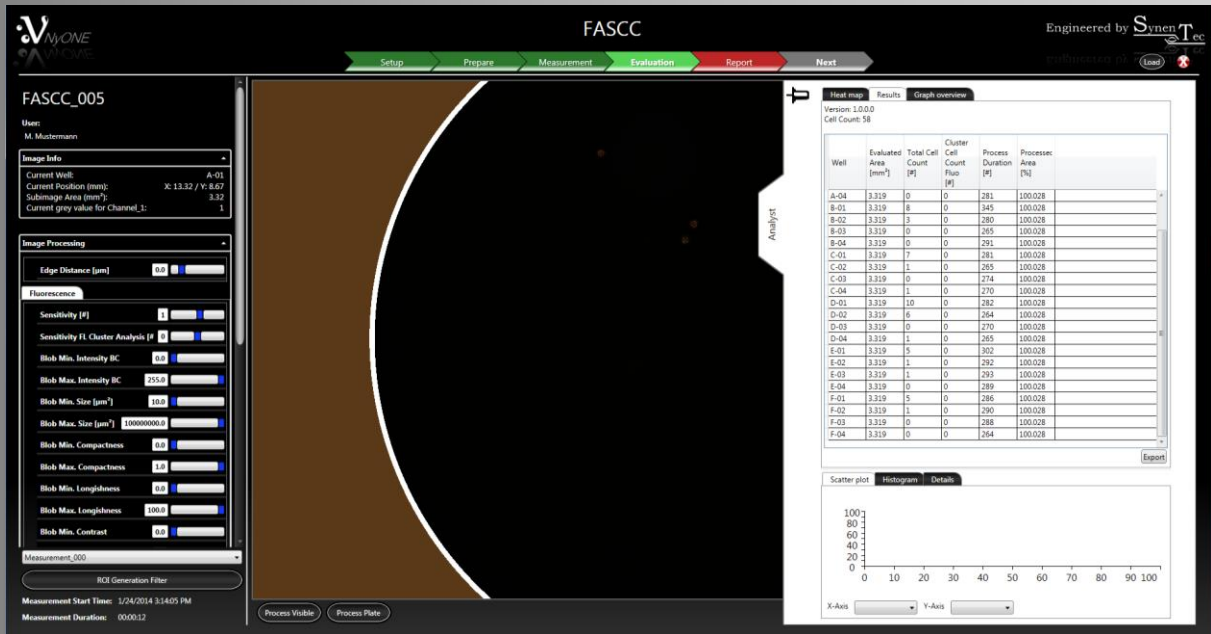 NyONE
FASCC
Engineered by SynenTec
Setup Prepare Measurement Evaluation Report Next
Load
FASCC_005
User:
M. Mustermann
Image Info
Current Well: A-01
Current Position (mm): X: 13.32 / Y: 8.67
Subimage Area (mm²): 3.32
Current grey value for Channel_1: 1
Image Processing
Edge Distance [µm] 0.0
Fluorescence
Sensitivity [#] 1
Sensitivity FL Cluster Analysis [# 0
Blob Min. Intensity BC 0.0
Blob Max. Intensity BC 255.0
Blob Min. Size [µm²] 10.0
Blob Max. Size [µm²] 100000000.0
Blob Min. Compactness 0.0
Blob Max. Compactness 1.0
Blob Min. Longishness 0.0
Blob Max. Longishness 100.0
Blob Min. Contrast 0.0
Measurement_000
ROI Generation Filter
Measurement Start Time: 1/24/2014 3:14:05 PM
Measurement Duration: 00:00:12
Process Visible Process Plate
Analyst
Heat map Results Graph overview
Version: 1.0.0.0
Cell Count: 58
Well Evaluated Area [mm²] Total Cell Count [#] Cluster Cell Count Fluo [#] Process Duration [#] Processed Area [%]
A-04 3.319 0 0 281 100.028
B-01 3.319 8 0 345 100.028
B-02 3.319 3 0 280 100.028
B-03 3.319 0 0 265 100.028
B-04 3.319 0 0 291 100.028
C-01 3.319 7 0 281 100.028
C-02 3.319 1 0 265 100.028
C-03 3.319 0 0 274 100.028
C-04 3.319 1 0 270 100.028
D-01 3.319 10 0 282 100.028
D-02 3.319 6 0 264 100.028
D-03 3.319 0 0 270 100.028
D-04 3.319 1 0 265 100.028
E-01 3.319 5 0 302 100.028
E-02 3.319 1 0 292 100.028
E-03 3.319 1 0 293 100.028
E-04 3.319 0 0 289 100.028
F-01 3.319 5 0 286 100.028
F-02 3.319 1 0 290 100.028
F-03 3.319 0 0 288 100.028
F-04 3.319 0 0 264 100.028
Export
Scatter plot Histogram Details
100
80
60
40
20
0
0 10 20 30 40 50 60 70 80 90 100
X-Axis Y-Axis